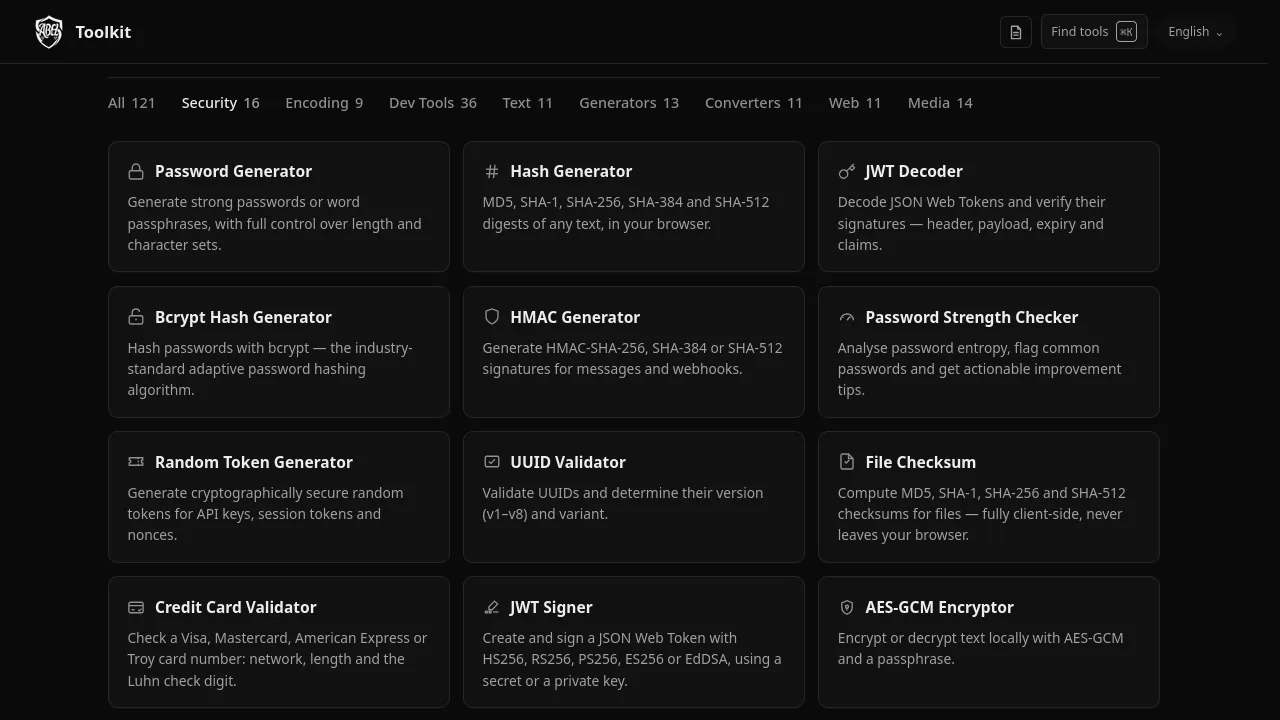 ABEL
Toolkit
Find tools ⌘K
English
All 121
Security 16
Encoding 9
Dev Tools 36
Text 11
Generators 13
Converters 11
Web 11
Media 14
Password Generator
Generate strong passwords or word
passphrases, with full control over length and
character sets.
Hash Generator
MD5, SHA-1, SHA-256, SHA-384 and SHA-512
digests of any text, in your browser.
JWT Decoder
Decode JSON Web Tokens and verify their
signatures — header, payload, expiry and
claims.
Bcrypt Hash Generator
Hash passwords with bcrypt — the industry-
standard adaptive password hashing
algorithm.
HMAC Generator
Generate HMAC-SHA-256, SHA-384 or SHA-512
signatures for messages and webhooks.
Password Strength Checker
Analyse password entropy, flag common
passwords and get actionable improvement
tips.
Random Token Generator
Generate cryptographically secure random
tokens for API keys, session tokens and
nonces.
UUID Validator
Validate UUIDs and determine their version
(v1–v8) and variant.
File Checksum
Compute MD5, SHA-1, SHA-256 and SHA-512
checksums for files — fully client-side, never
leaves your browser.
Credit Card Validator
Check a Visa, Mastercard, American Express or
Troy card number: network, length and the
Luhn check digit.
JWT Signer
Create and sign a JSON Web Token with
HS256, RS256, PS256, ES256 or EdDSA, using a
secret or a private key.
AES-GCM Encryptor
Encrypt or decrypt text locally with AES-GCM
and a passphrase.